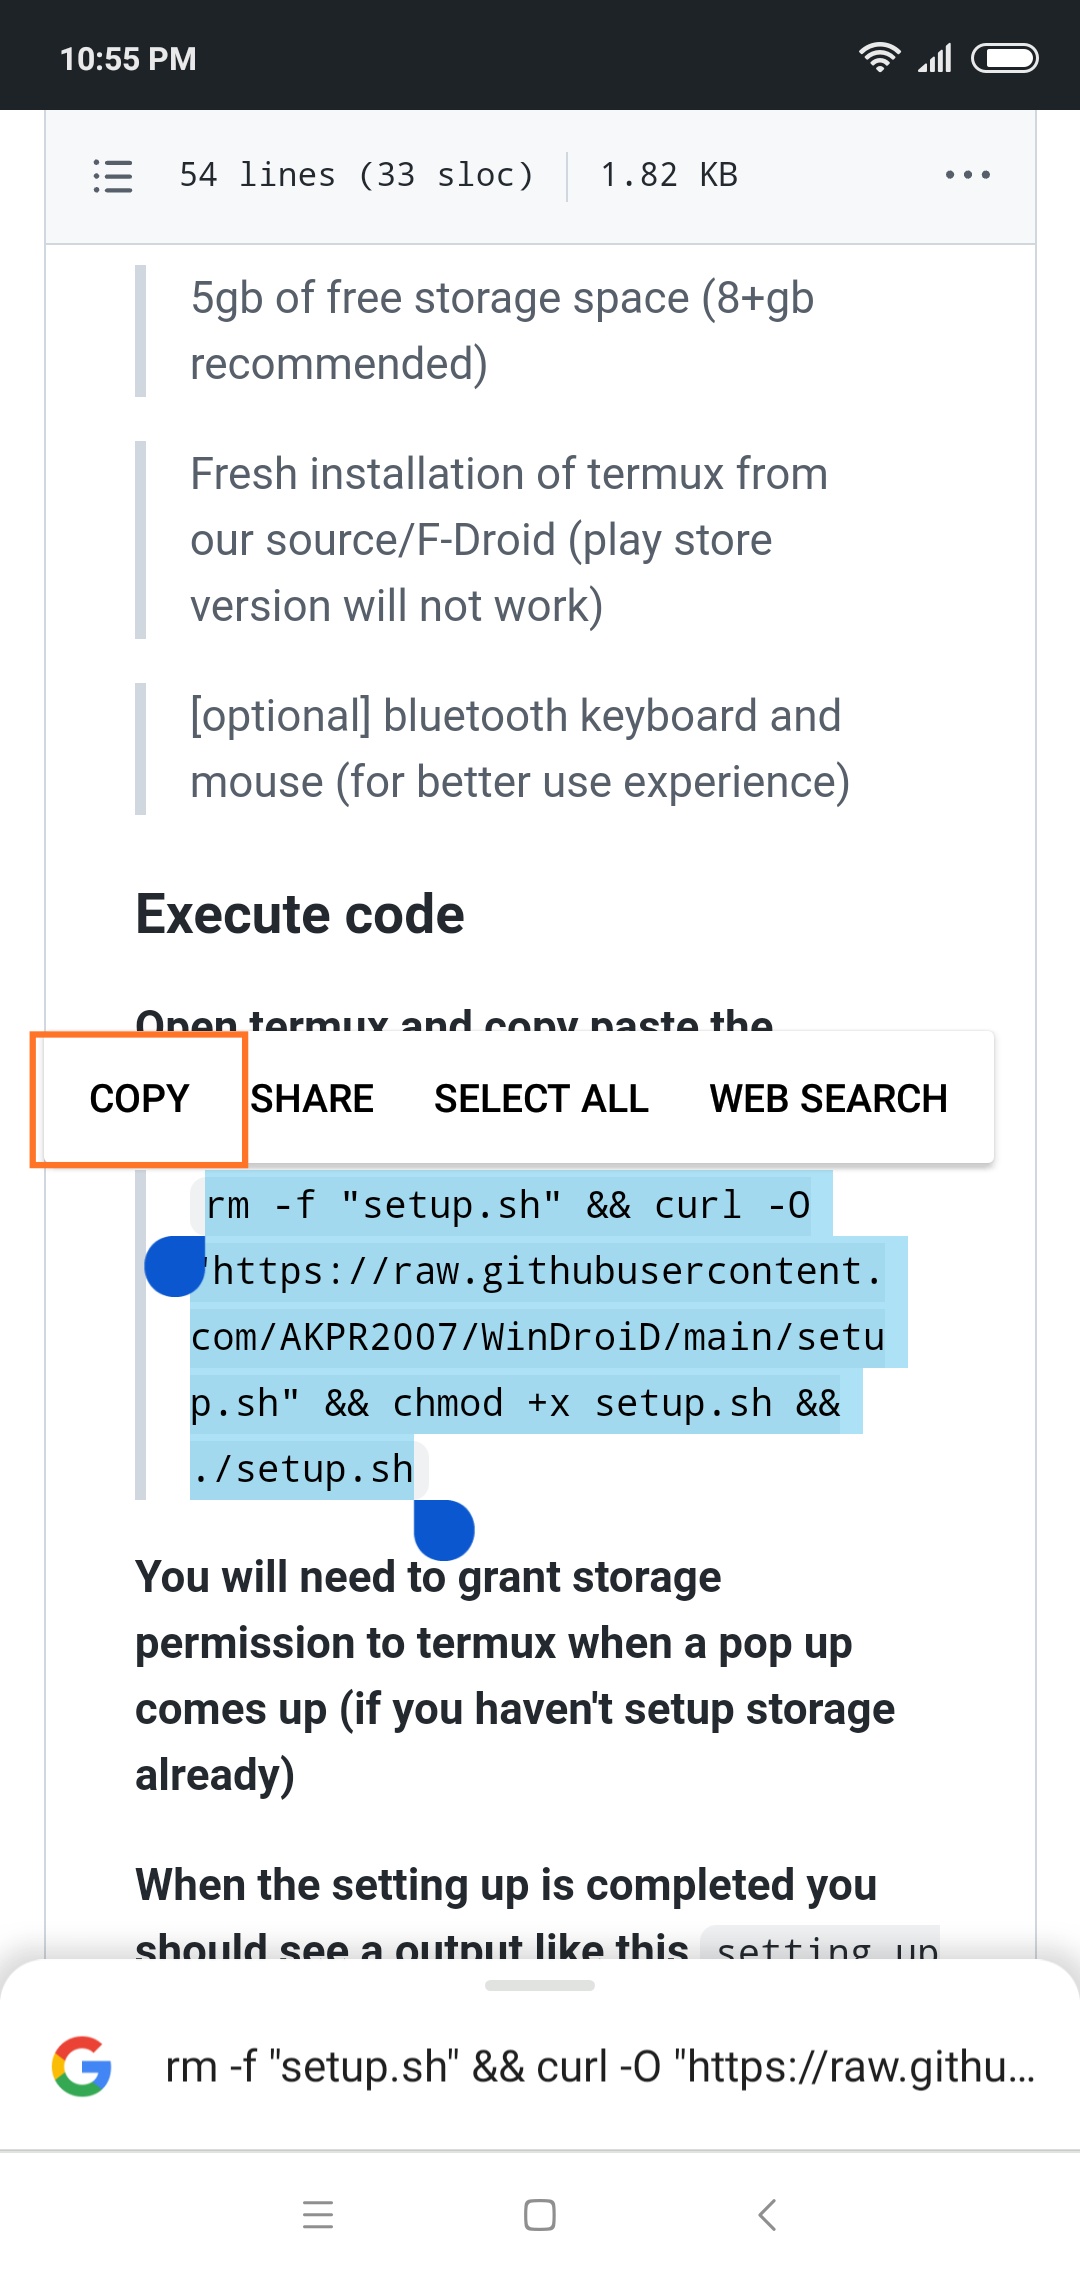 10:55 PM
54 lines (33 sloc) 1.82 KB
5gb of free storage space (8+gb
recommended)
Fresh installation of termux from
our source/F-Droid (play store
version will not work)
[optional] bluetooth keyboard and
mouse (for better use experience)
Execute code
Open termux and copy paste the
COPY SHARE SELECT ALL WEB SEARCH
rm -f "setup.sh" && curl -O
"https://raw.githubusercontent.
com/AKPR2007/WinDroiD/main/setu
p.sh" && chmod +x setup.sh &&
./setup.sh
You will need to grant storage
permission to termux when a pop up
comes up (if you haven't setup storage
already)
When the setting up is completed you
should see a output like this setting up
rm -f "setup.sh" && curl -O "https://raw.githu...